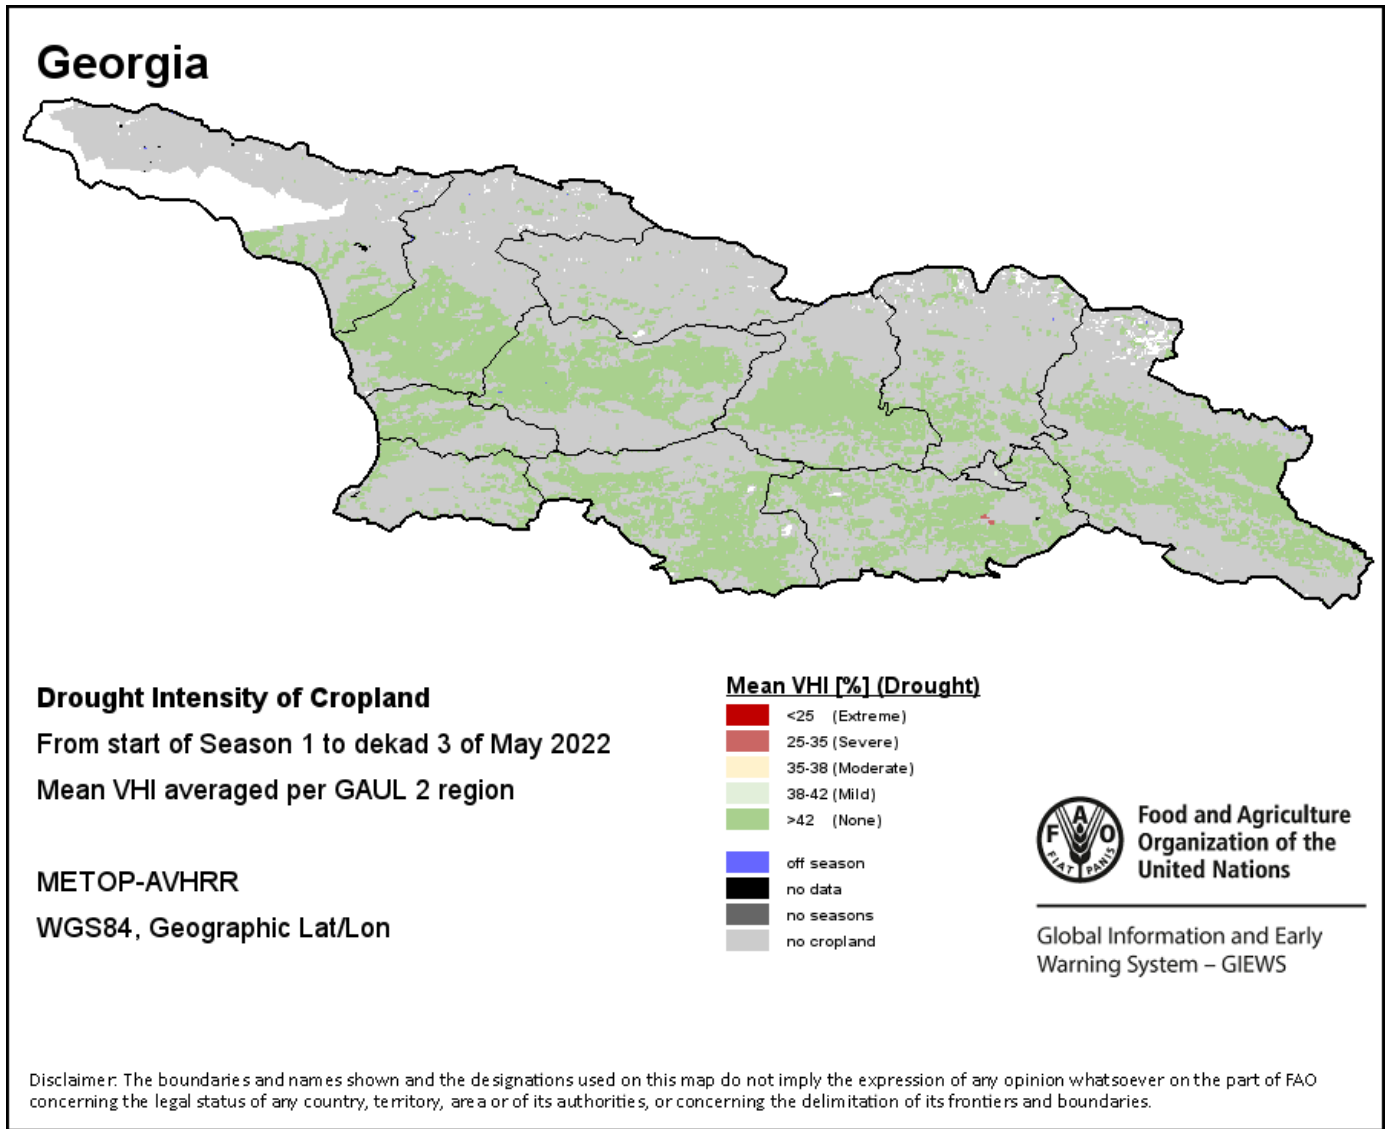 Georgia
Drought Intensity of Cropland
From start of Season 1 to dekad 3 of May 2022
Mean VHI averaged per GAUL 2 region
METOP-AVHRR
WGS84, Geographic Lat/Lon
Mean VHI [%] (Drought)
<25 (Extreme)
25-35 (Severe)
35-38 (Moderate)
38-42 (Mild)
>42 (None)
off season
no data
no seasons
no cropland
F A O
FIAT PANIS
Food and Agriculture
Organization of the
United Nations
Global Information and Early
Warning System – GIEWS
Disclaimer: The boundaries and names shown and the designations used on this map do not imply the expression of any opinion whatsoever on the part of FAO
concerning the legal status of any country, territory, area or of its authorities, or concerning the delimitation of its frontiers and boundaries.